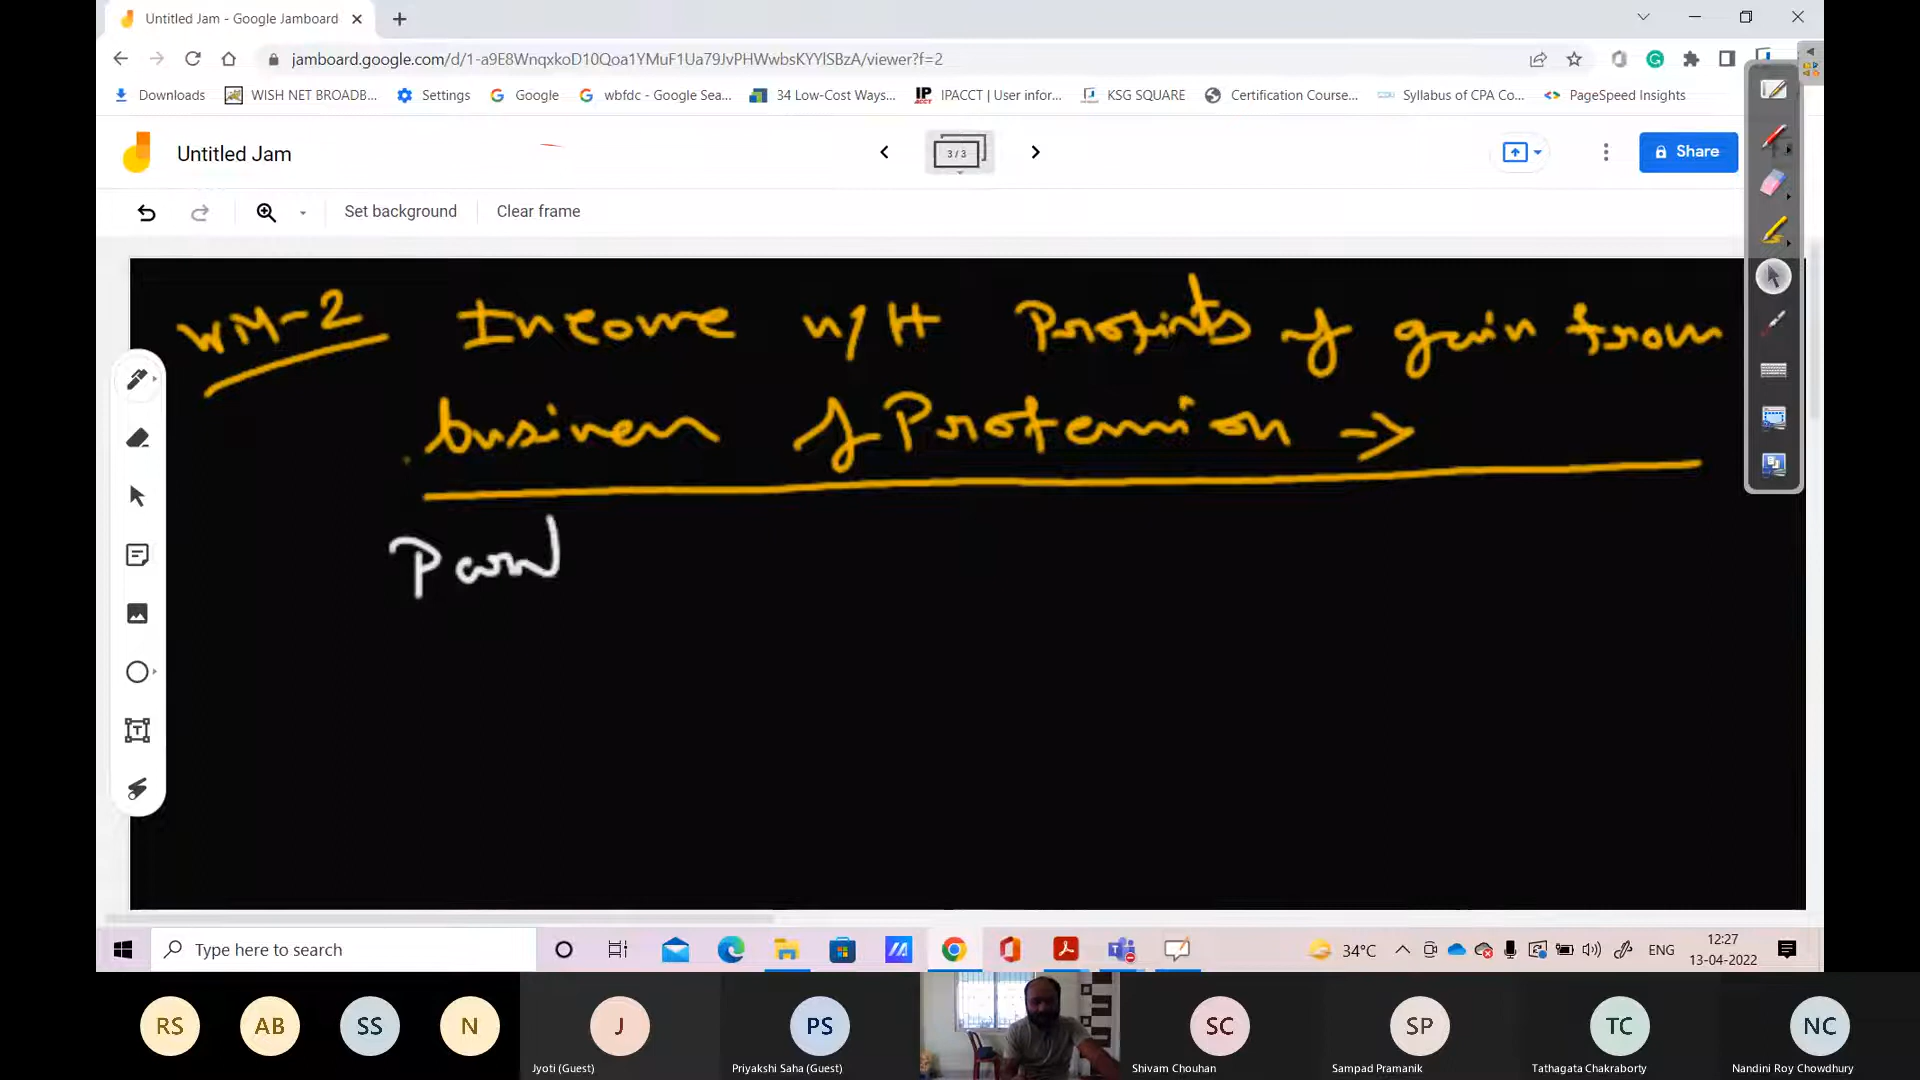 Untitled Jam - Google Jamboard
jamboard.google.com/d/1-a9E8WnqxkoD10Qoa1YMuF1Ua79JvPHWwbsKYYlSBzA/viewer?f=2
Downloads WISH NET BROADB... Settings Google wbfdc - Google Sea... 34 Low-Cost Ways... IP IPACCT | User infor... KSG SQUARE Certification Course... Syllabus of CPA Co... PageSpeed Insights
Untitled Jam 3 / 3 Share
Set background Clear frame
WM-2 Income u/H Profits & gain from
business & Profession →
Type here to search 34°C ENG 12:27
13-04-2022
RS AB SS N J PS SC SP TC NC
Jyoti (Guest) Priyakshi Saha (Guest) Shivam Chouhan Sampad Pramanik Tathagata Chakraborty Nandini Roy Chowdhury